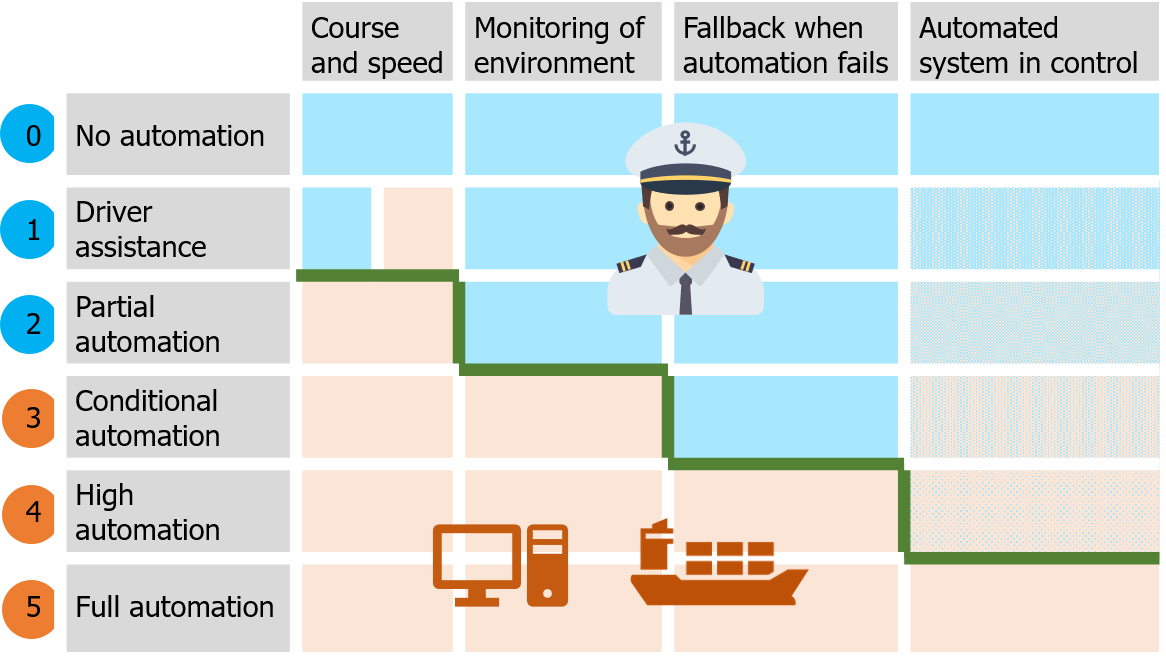 Course
and speed
Monitoring of
environment
Fallback when
automation fails
Automated
system in control
0
No automation
1
Driver
assistance
2
Partial
automation
3
Conditional
automation
4
High
automation
5
Full automation